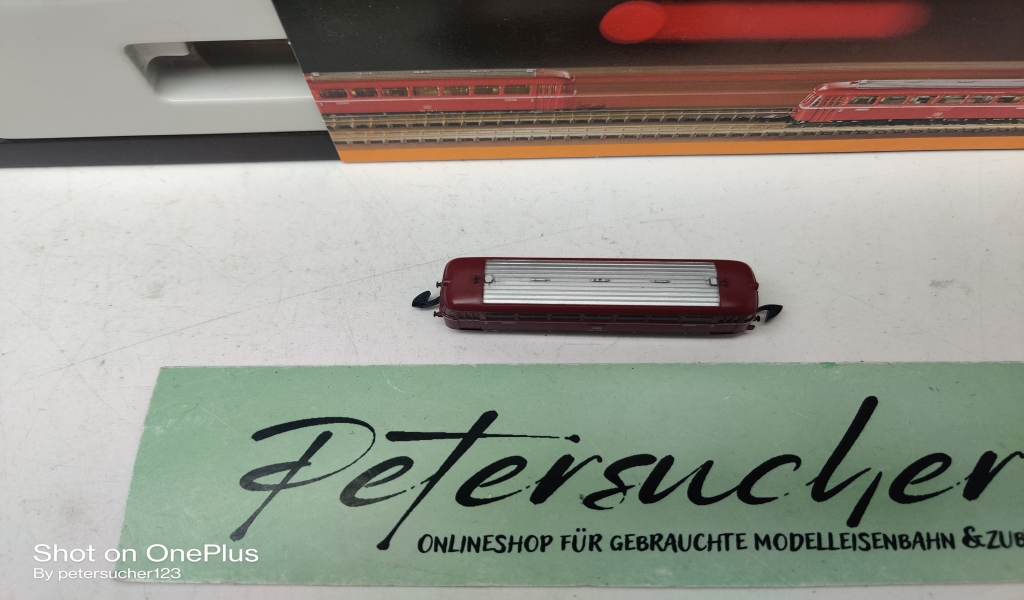 Petersucher
ONLINESHOP FÜR GEBRAUCHTE MODELLEISENBAHN & ZUB
Shot on OnePlus
By petersucher123